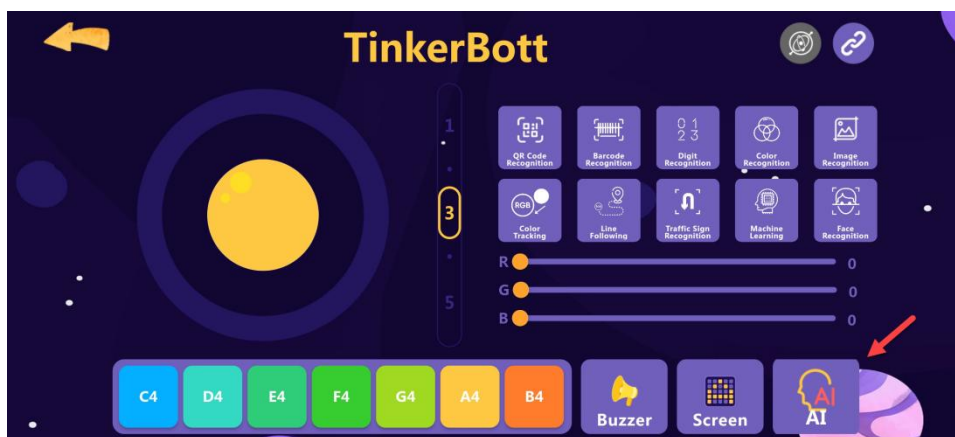 TinkerBott
1
3
5
QR Code
Recognition
Barcode
Recognition
0 1
2 3
Digit
Recognition
Color
Recognition
Image
Recognition
RGB
Color
Tracking
Line
Following
Traffic Sign
Recognition
Machine
Learning
Face
Recognition
R 0
G 0
B 0
C4 D4 E4 F4 G4 A4 B4
Buzzer
Screen
AI
AI